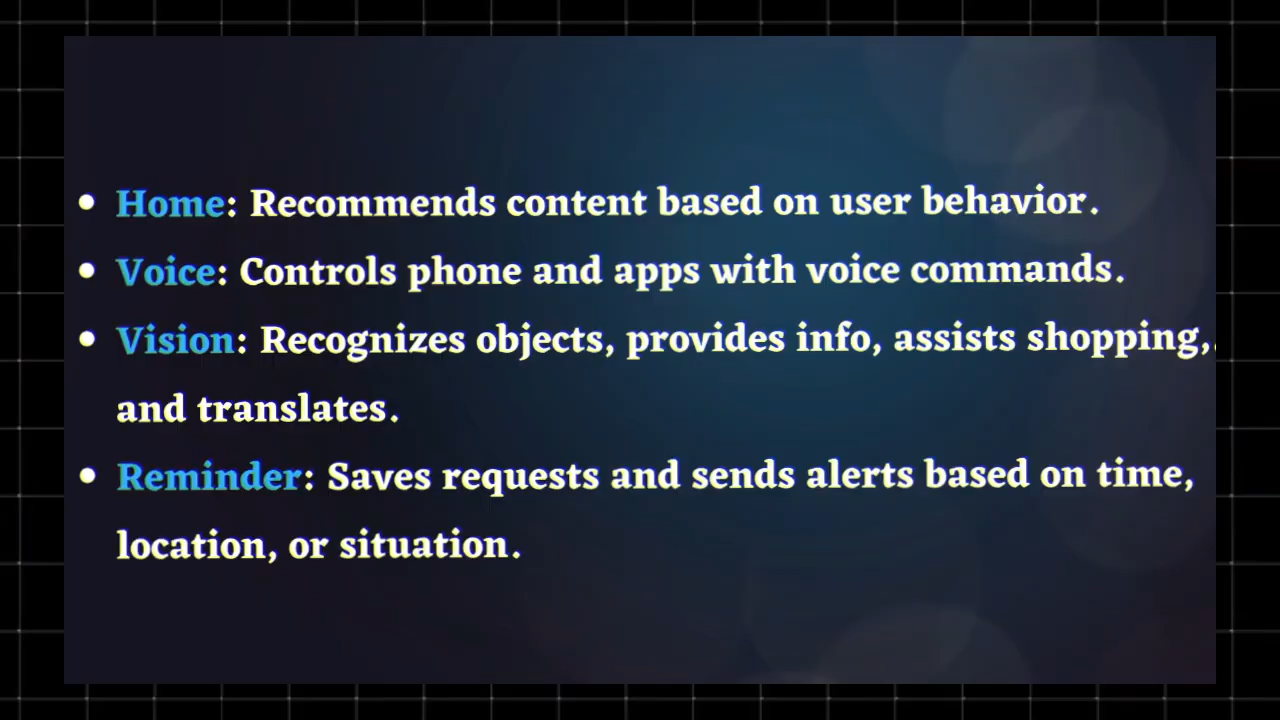 • Home: Recommends content based on user behavior.
• Voice: Controls phone and apps with voice commands.
• Vision: Recognizes objects, provides info, assists shopping,
and translates.
• Reminder: Saves requests and sends alerts based on time,
location, or situation.